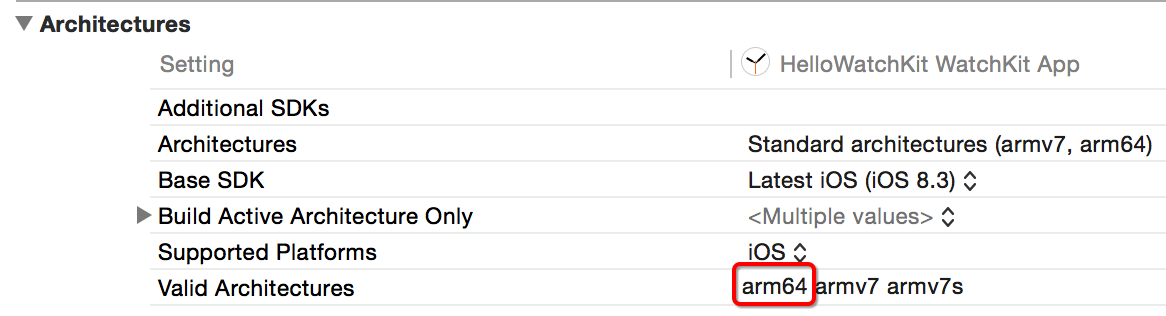 Architectures
Setting HelloWatchKit WatchKit App
Additional SDKs
Architectures Standard architectures (armv7, arm64)
Base SDK Latest iOS (iOS 8.3)
Build Active Architecture Only <Multiple values>
Supported Platforms iOS
Valid Architectures arm64 armv7 armv7s